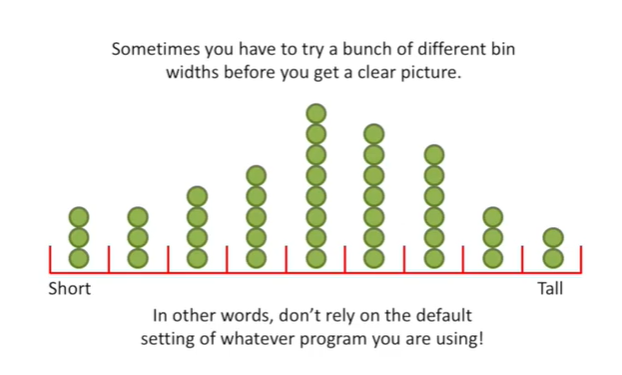 Sometimes you have to try a bunch of different bin
widths before you get a clear picture.
Short
Tall
In other words, don’t rely on the default
setting of whatever program you are using!